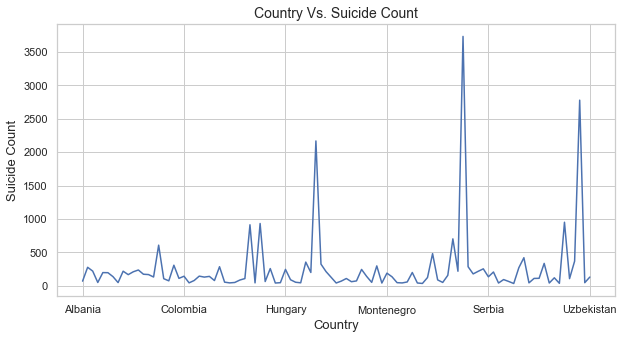 Country Vs. Suicide Count
Suicide Count
3500
3000
2500
2000
1500
1000
500
0
Albania Colombia Hungary Montenegro Serbia Uzbekistan
Country